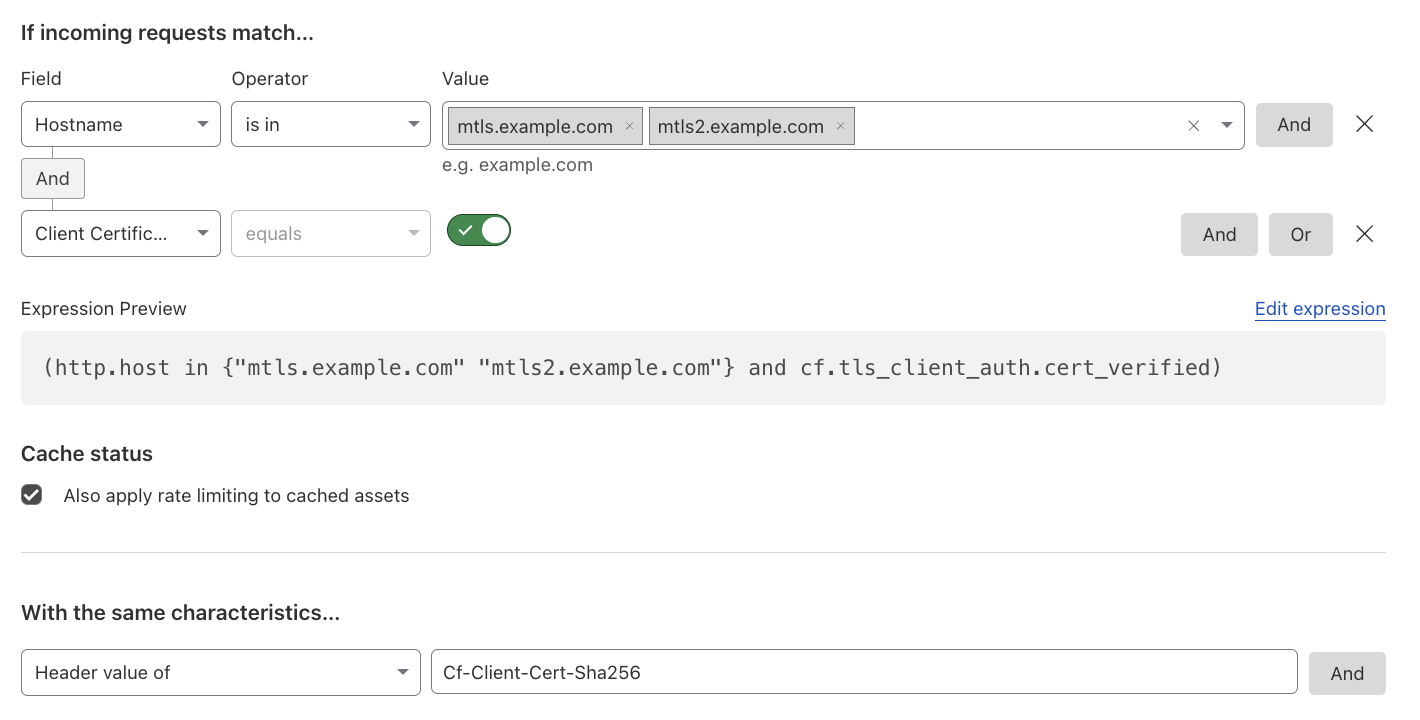 If incoming requests match...
Field Operator Value
Hostname is in mtls.example.com × mtls2.example.com × And
e.g. example.com
And
Client Certific... equals And Or
Expression Preview Edit expression
(http.host in {"mtls.example.com" "mtls2.example.com"} and cf.tls_client_auth.cert_verified)
Cache status
Also apply rate limiting to cached assets
With the same characteristics...
Header value of Cf-Client-Cert-Sha256 And